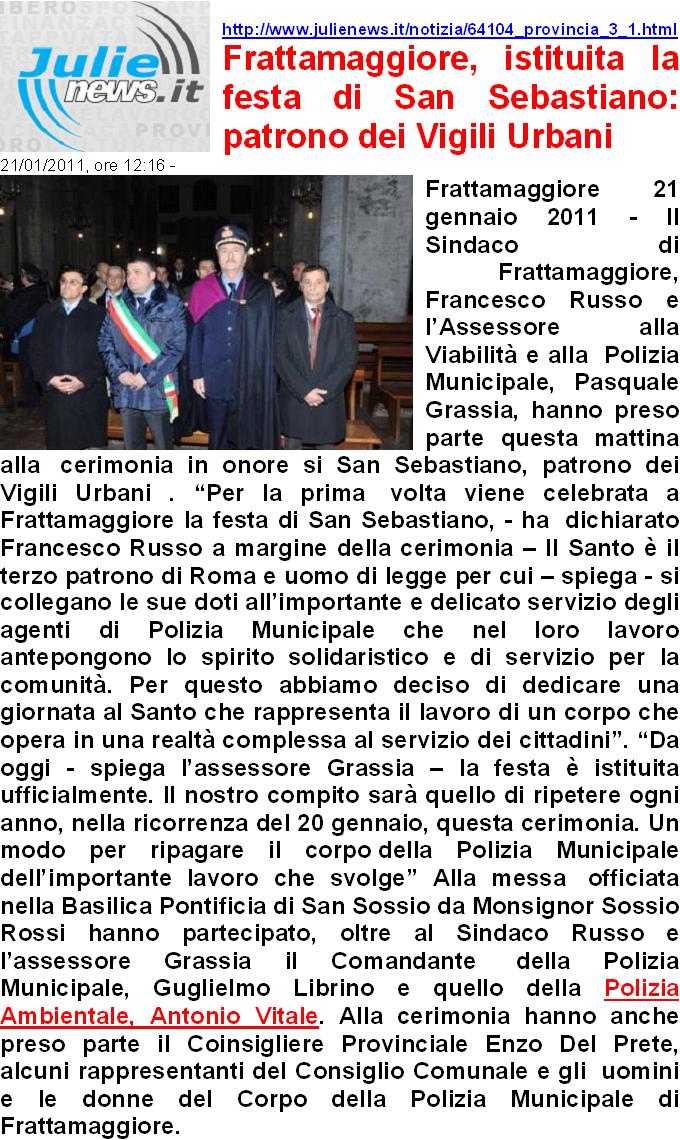 Julie
news.it
http://www.julienews.it/notizia/64104_provincia_3_1.html
Frattamaggiore, istituita la
festa di San Sebastiano:
patrono dei Vigili Urbani
21/01/2011, ore 12:16 -
Frattamaggiore 21
gennaio 2011 - Il
Sindaco di
Frattamaggiore,
Francesco Russo e
l’Assessore alla
Viabilità e alla Polizia
Municipale, Pasquale
Grassia, hanno preso
parte questa mattina
alla cerimonia in onore si San Sebastiano, patrono dei
Vigili Urbani . “Per la prima volta viene celebrata a
Frattamaggiore la festa di San Sebastiano, - ha dichiarato
Francesco Russo a margine della cerimonia – Il Santo è il
terzo patrono di Roma e uomo di legge per cui – spiega - si
collegano le sue doti all’importante e delicato servizio degli
agenti di Polizia Municipale che nel loro lavoro
antepongono lo spirito solidaristico e di servizio per la
comunità. Per questo abbiamo deciso di dedicare una
giornata al Santo che rappresenta il lavoro di un corpo che
opera in una realtà complessa al servizio dei cittadini”. “Da
oggi - spiega l’assessore Grassia – la festa è istituita
ufficialmente. Il nostro compito sarà quello di ripetere ogni
anno, nella ricorrenza del 20 gennaio, questa cerimonia. Un
modo per ripagare il corpo della Polizia Municipale
dell’importante lavoro che svolge” Alla messa officiata
nella Basilica Pontificia di San Sossio da Monsignor Sossio
Rossi hanno partecipato, oltre al Sindaco Russo e
l’assessore Grassia il Comandante della Polizia
Municipale, Guglielmo Librino e quello della Polizia
Ambientale, Antonio Vitale. Alla cerimonia hanno anche
preso parte il Coinsigliere Provinciale Enzo Del Prete,
alcuni rappresentanti del Consiglio Comunale e gli uomini
e le donne del Corpo della Polizia Municipale di
Frattamaggiore.